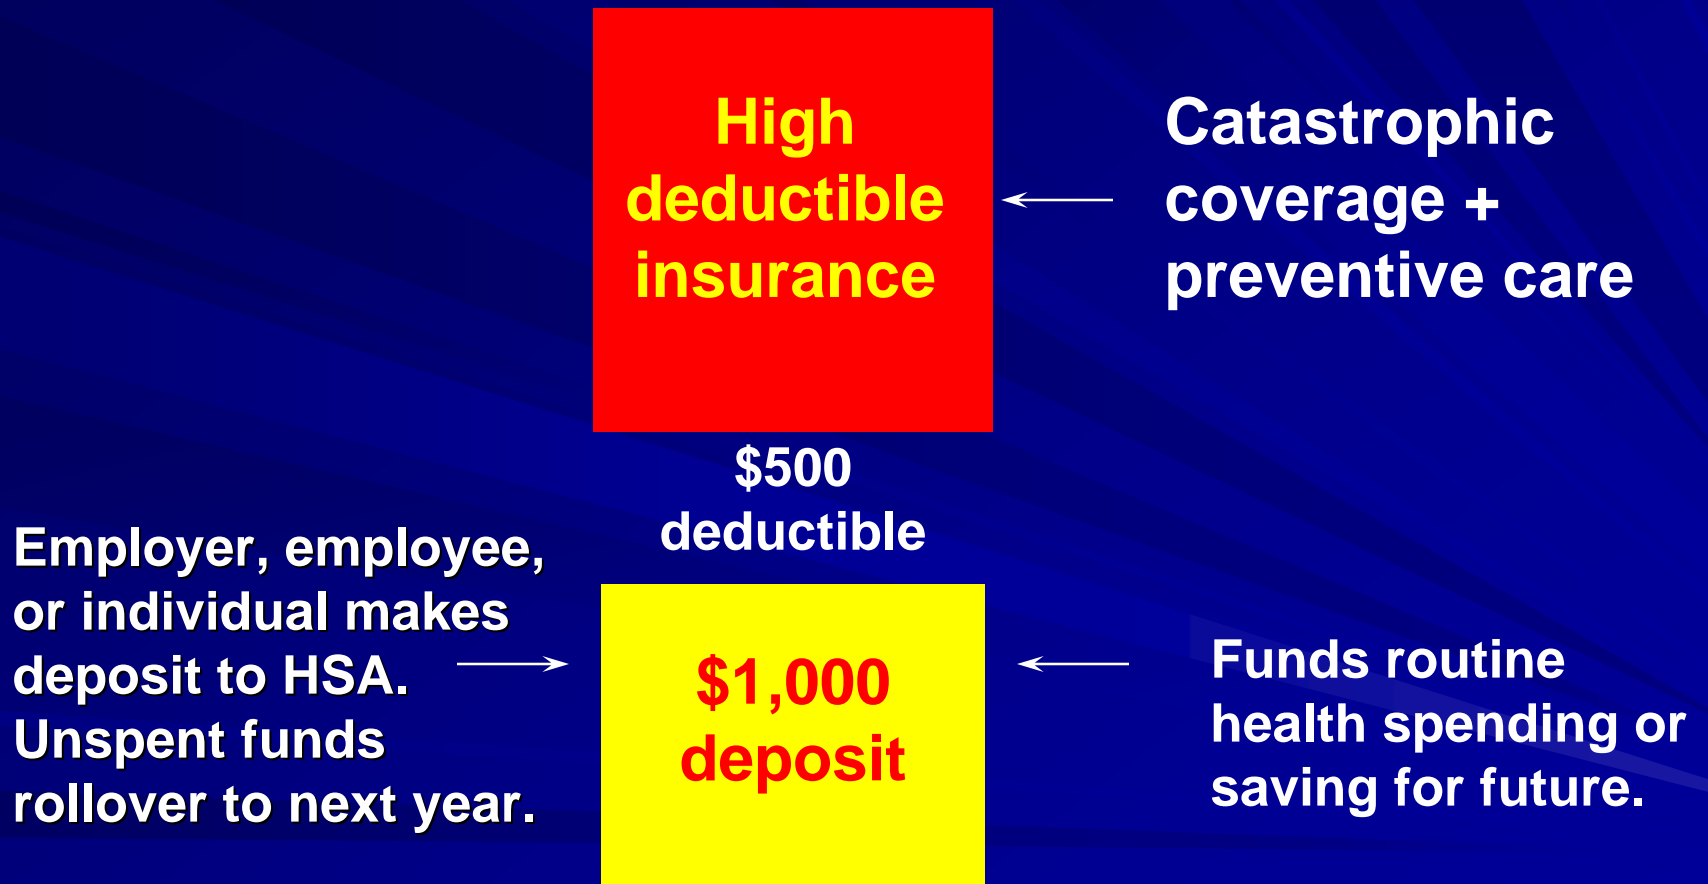 High
deductible
insurance
Catastrophic
coverage +
preventive care
$500
deductible
Employer, employee,
or individual makes
deposit to HSA.
Unspent funds
rollover to next year.
$1,000
deposit
Funds routine
health spending or
saving for future.